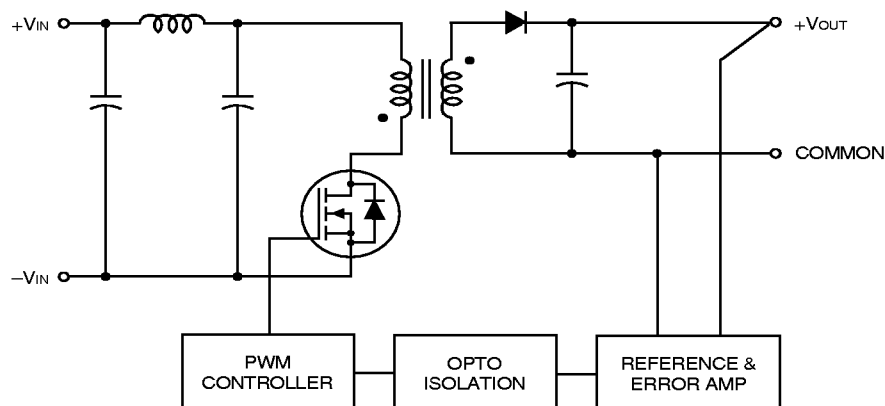 +VIN
+VOUT
COMMON
−VIN
PWM
CONTROLLER
OPTO
ISOLATION
REFERENCE &
ERROR AMP